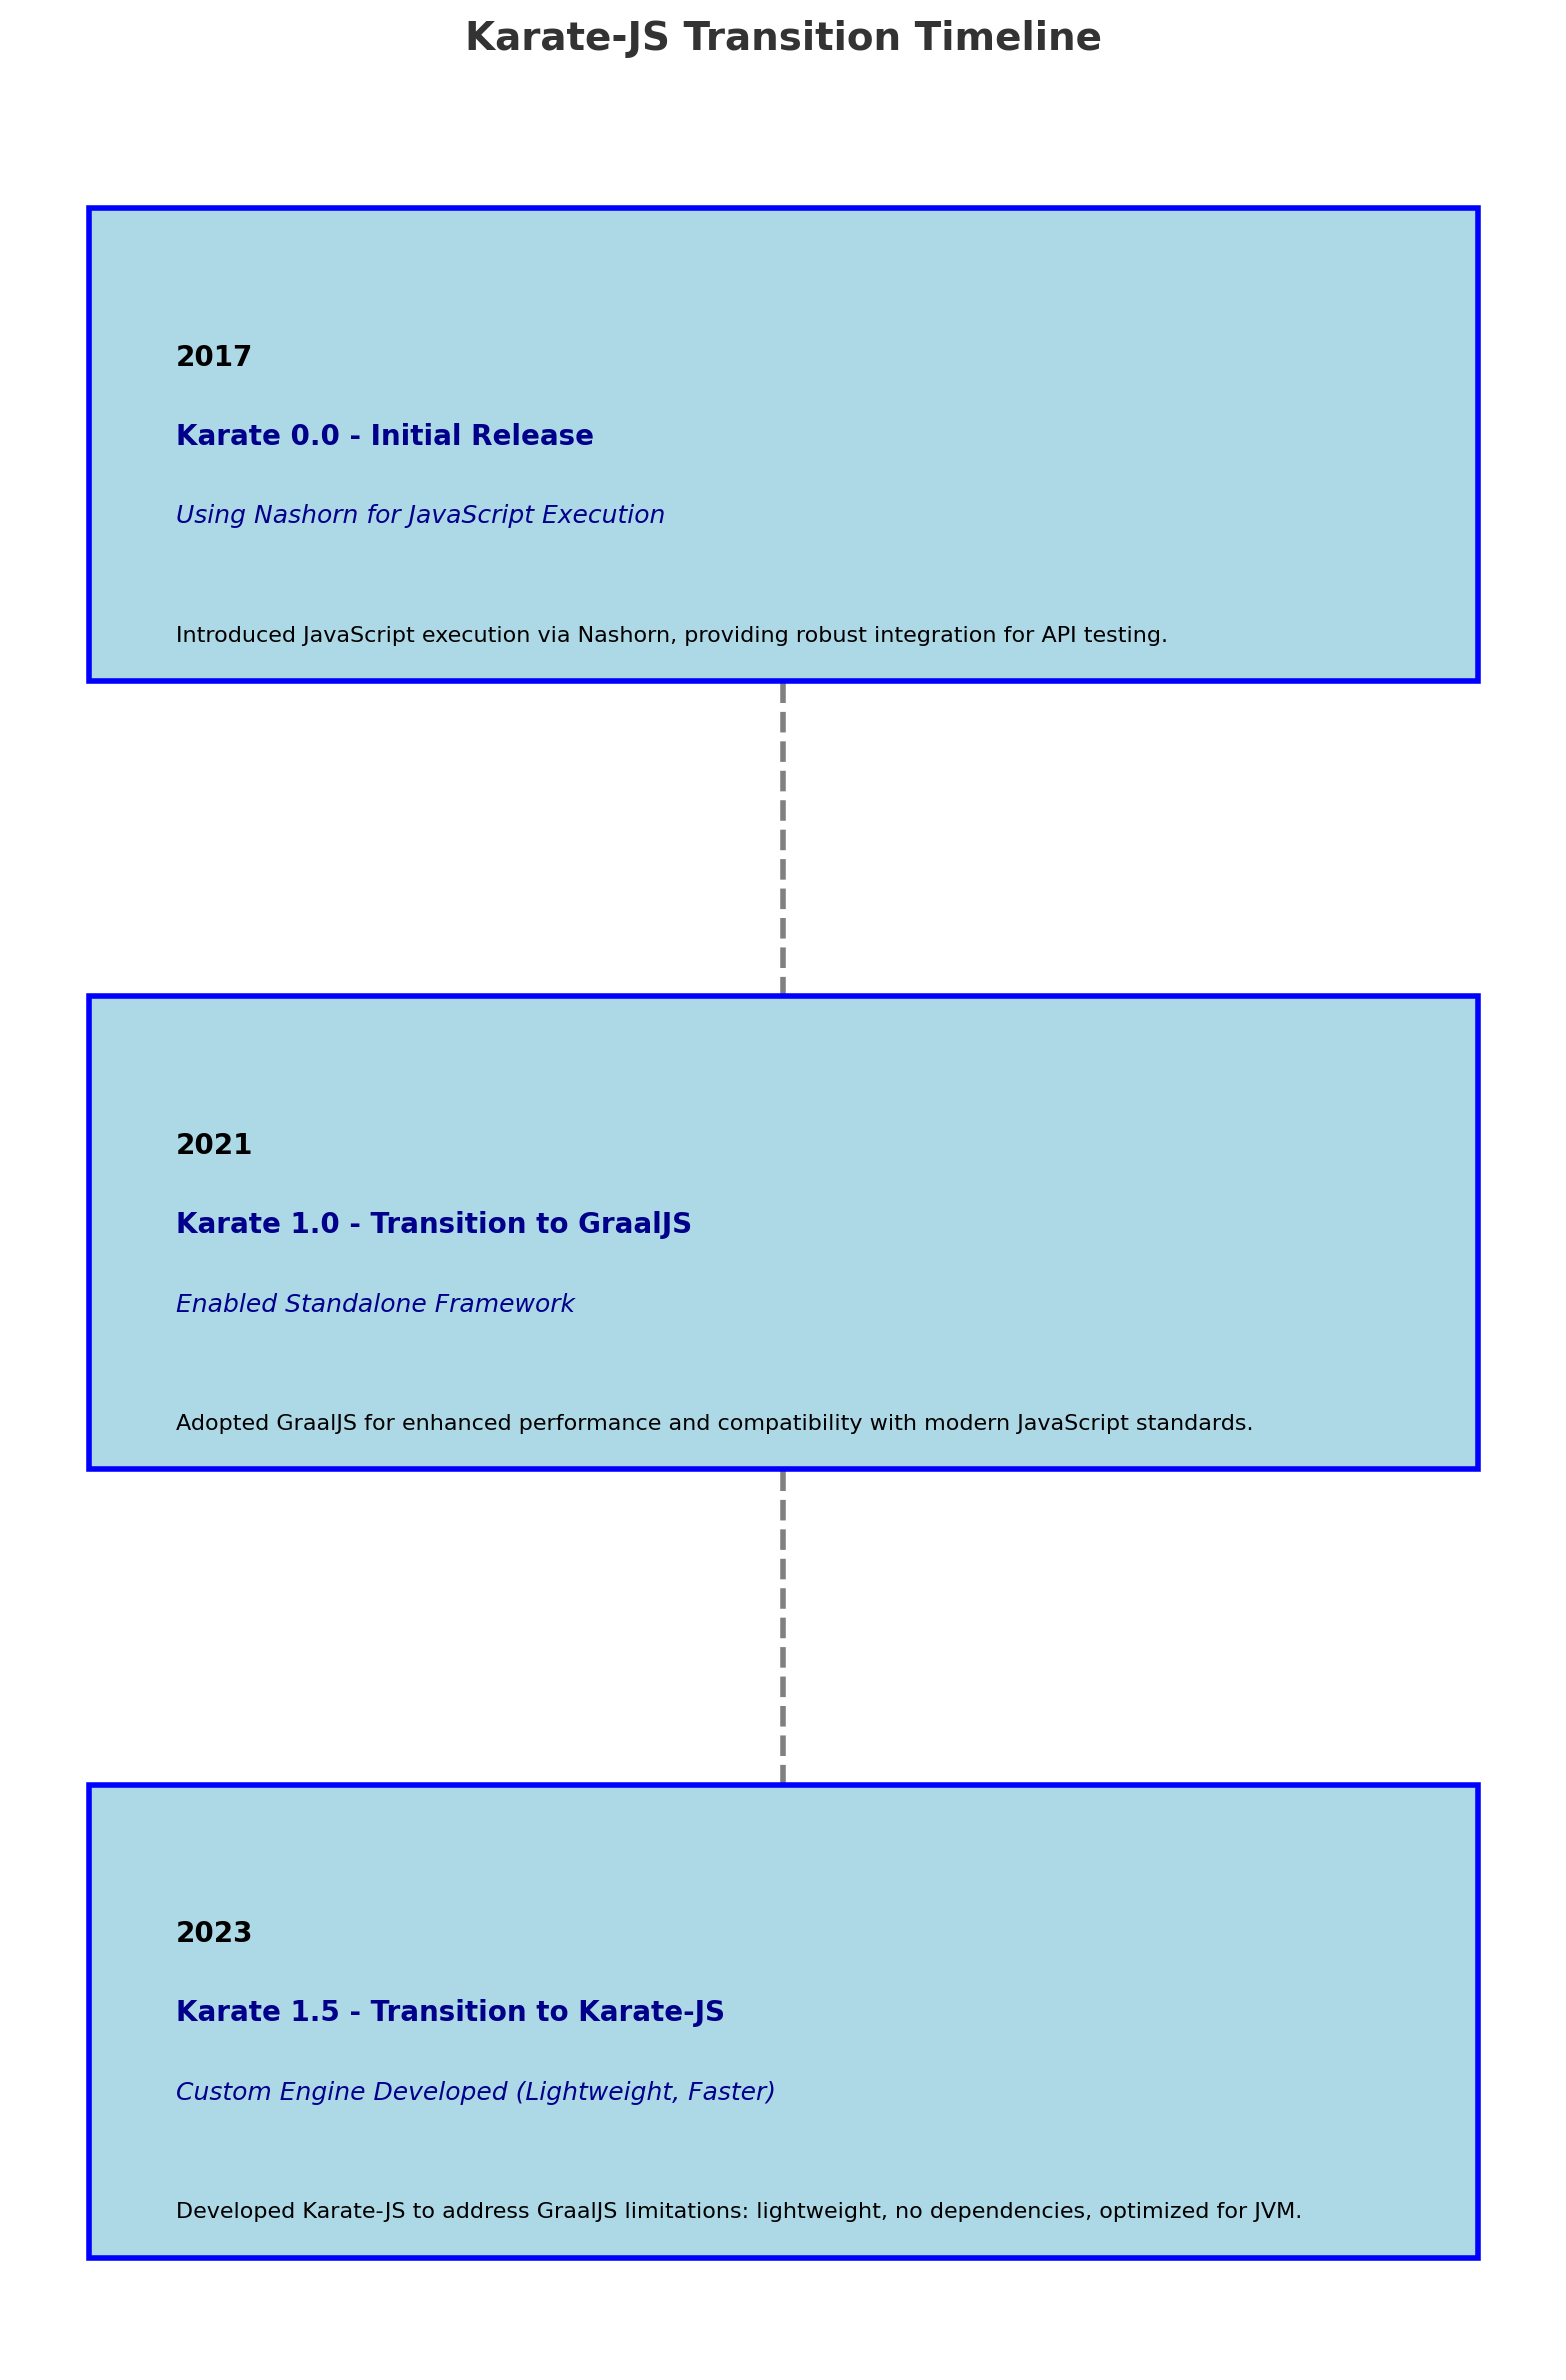 Karate-JS Transition Timeline
2017
Karate 0.0 - Initial Release
Using Nashorn for JavaScript Execution
Introduced JavaScript execution via Nashorn, providing robust integration for API testing.
2021
Karate 1.0 - Transition to GraalJS
Enabled Standalone Framework
Adopted GraalJS for enhanced performance and compatibility with modern JavaScript standards.
2023
Karate 1.5 - Transition to Karate-JS
Custom Engine Developed (Lightweight, Faster)
Developed Karate-JS to address GraalJS limitations: lightweight, no dependencies, optimized for JVM.